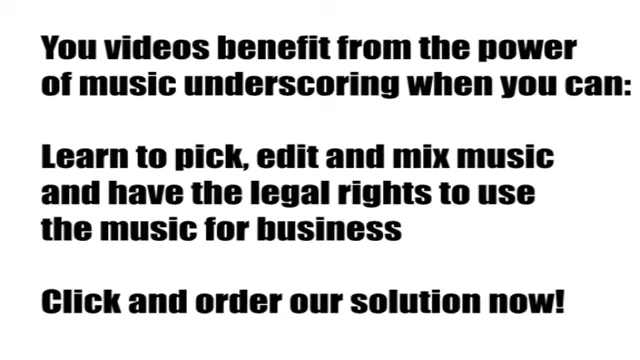 You videos benefit from the power
of music underscoring when you can:
Learn to pick, edit and mix music
and have the legal rights to use
the music for business
Click and order our solution now!